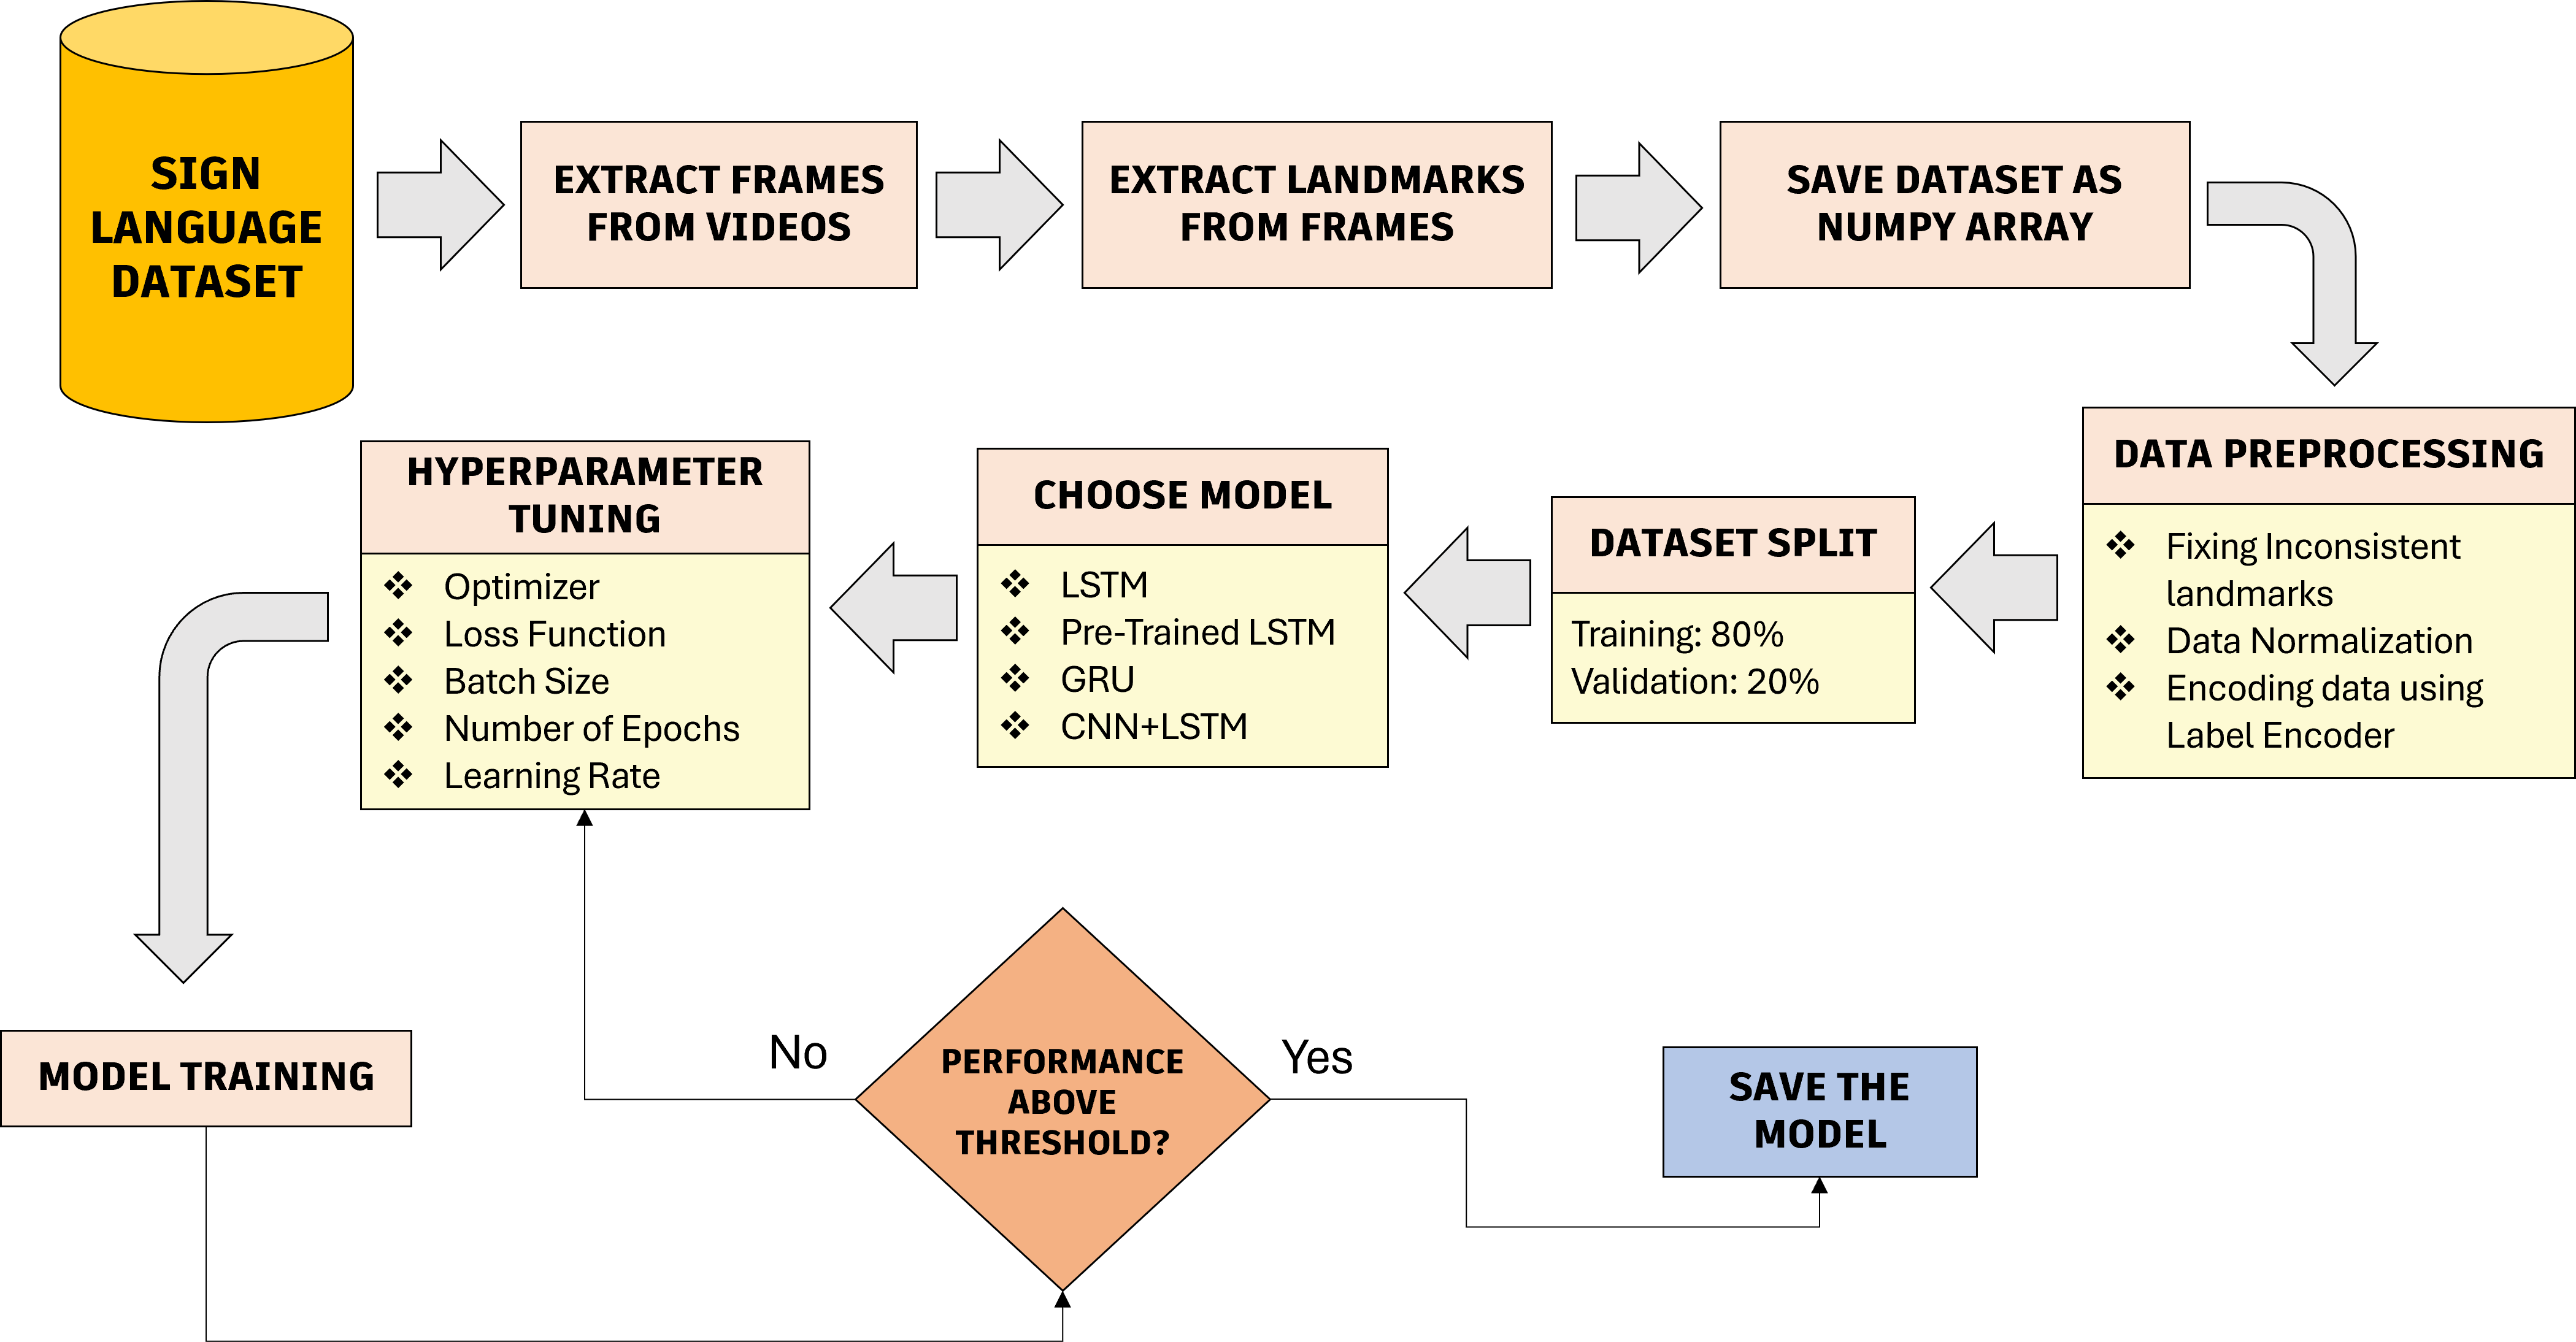 SIGN
LANGUAGE
DATASET
EXTRACT FRAMES
FROM VIDEOS
EXTRACT LANDMARKS
FROM FRAMES
SAVE DATASET AS
NUMPY ARRAY
DATA PREPROCESSING
❖ Fixing Inconsistent
landmarks
❖ Data Normalization
❖ Encoding data using
Label Encoder
DATASET SPLIT
Training: 80%
Validation: 20%
CHOOSE MODEL
❖ LSTM
❖ Pre-Trained LSTM
❖ GRU
❖ CNN+LSTM
HYPERPARAMETER
TUNING
❖ Optimizer
❖ Loss Function
❖ Batch Size
❖ Number of Epochs
❖ Learning Rate
MODEL TRAINING
PERFORMANCE
ABOVE
THRESHOLD?
No
Yes
SAVE THE
MODEL